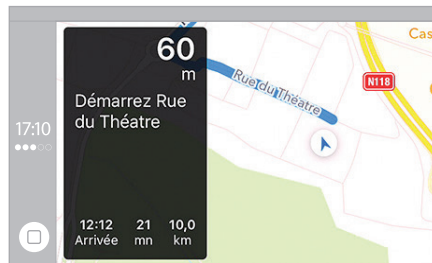 60
m
Démarrez Rue
du Théatre
12:12 21 10,0
Arrivée mn km
17:10
Rue du Théatre
N118
Cas